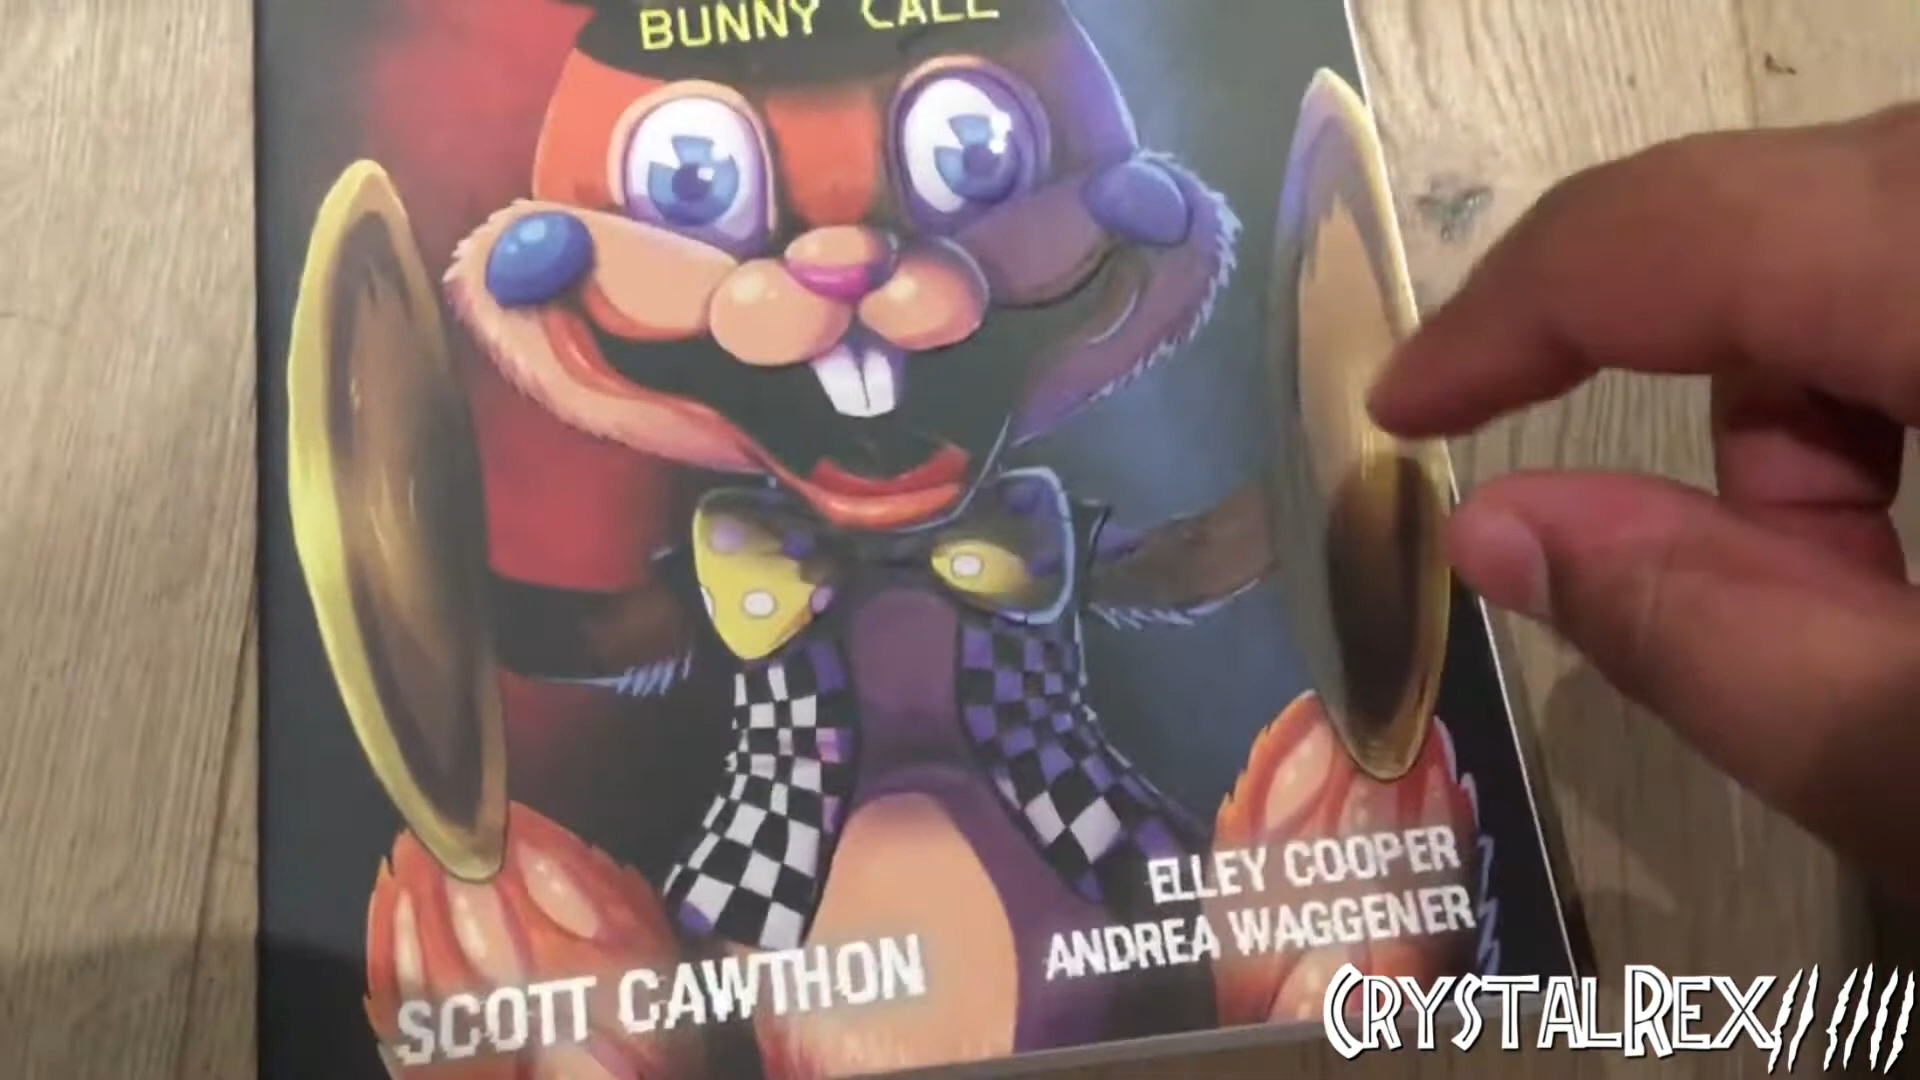 BUNNY CALL
ELLEY COOPER
ANDREA WAGGENER
SCOTT CAWTHON
CRYSTALREX